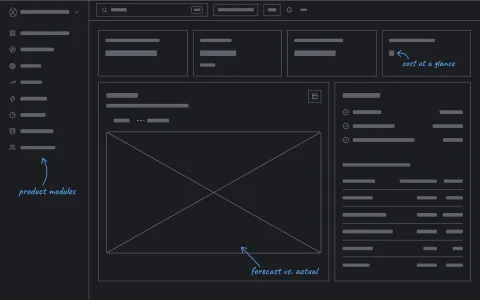 cost at a glance
product modules
forecast vs. actual